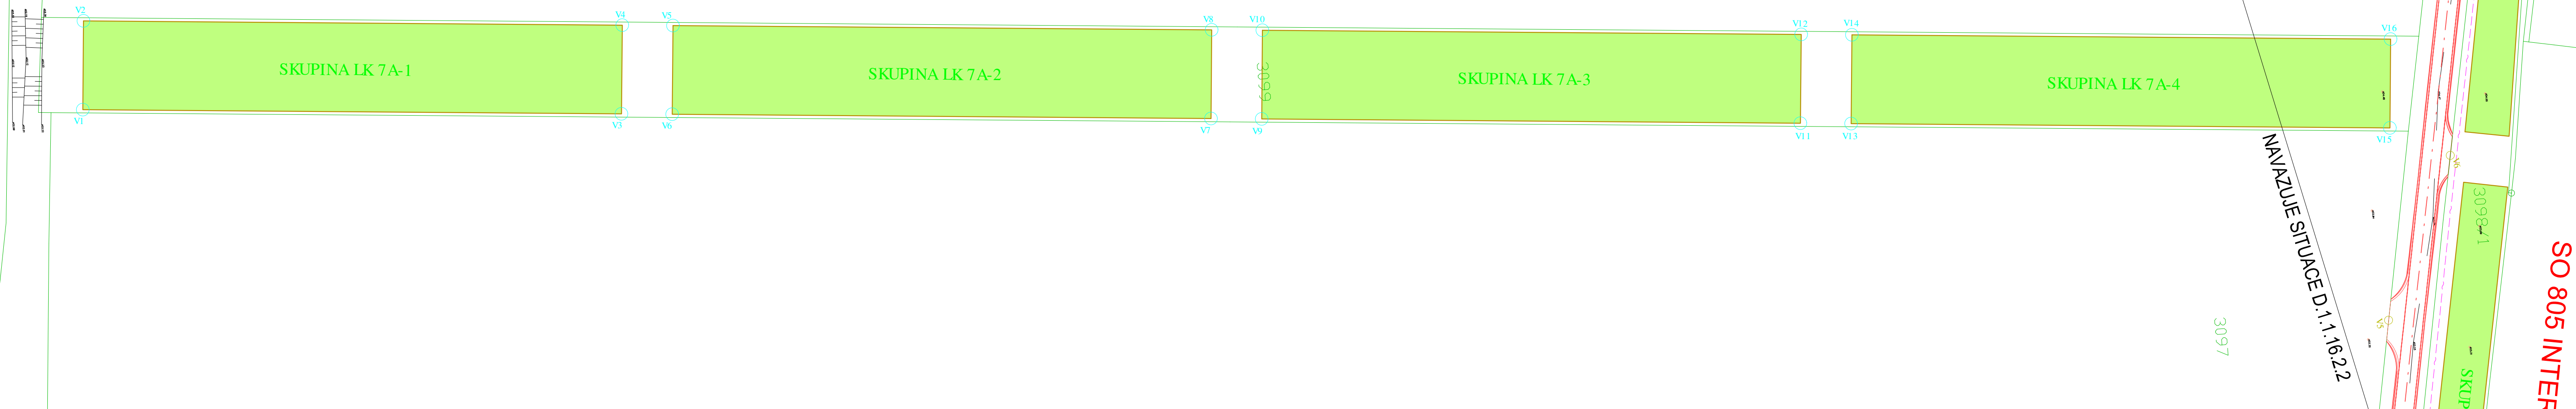 V2
V4
V5
V8
V10
V12
V14
V16
SKUPINA LK 7A-1
SKUPINA LK 7A-2
3099
SKUPINA LK 7A-3
SKUPINA LK 7A-4
V1
V3
V6
V7
V9
V11
V13
V15
NAVAZUJE SITUACE D.1.1.16.2.2
V6
3098/1
V5
3097
SKUP
SO 805 INTER